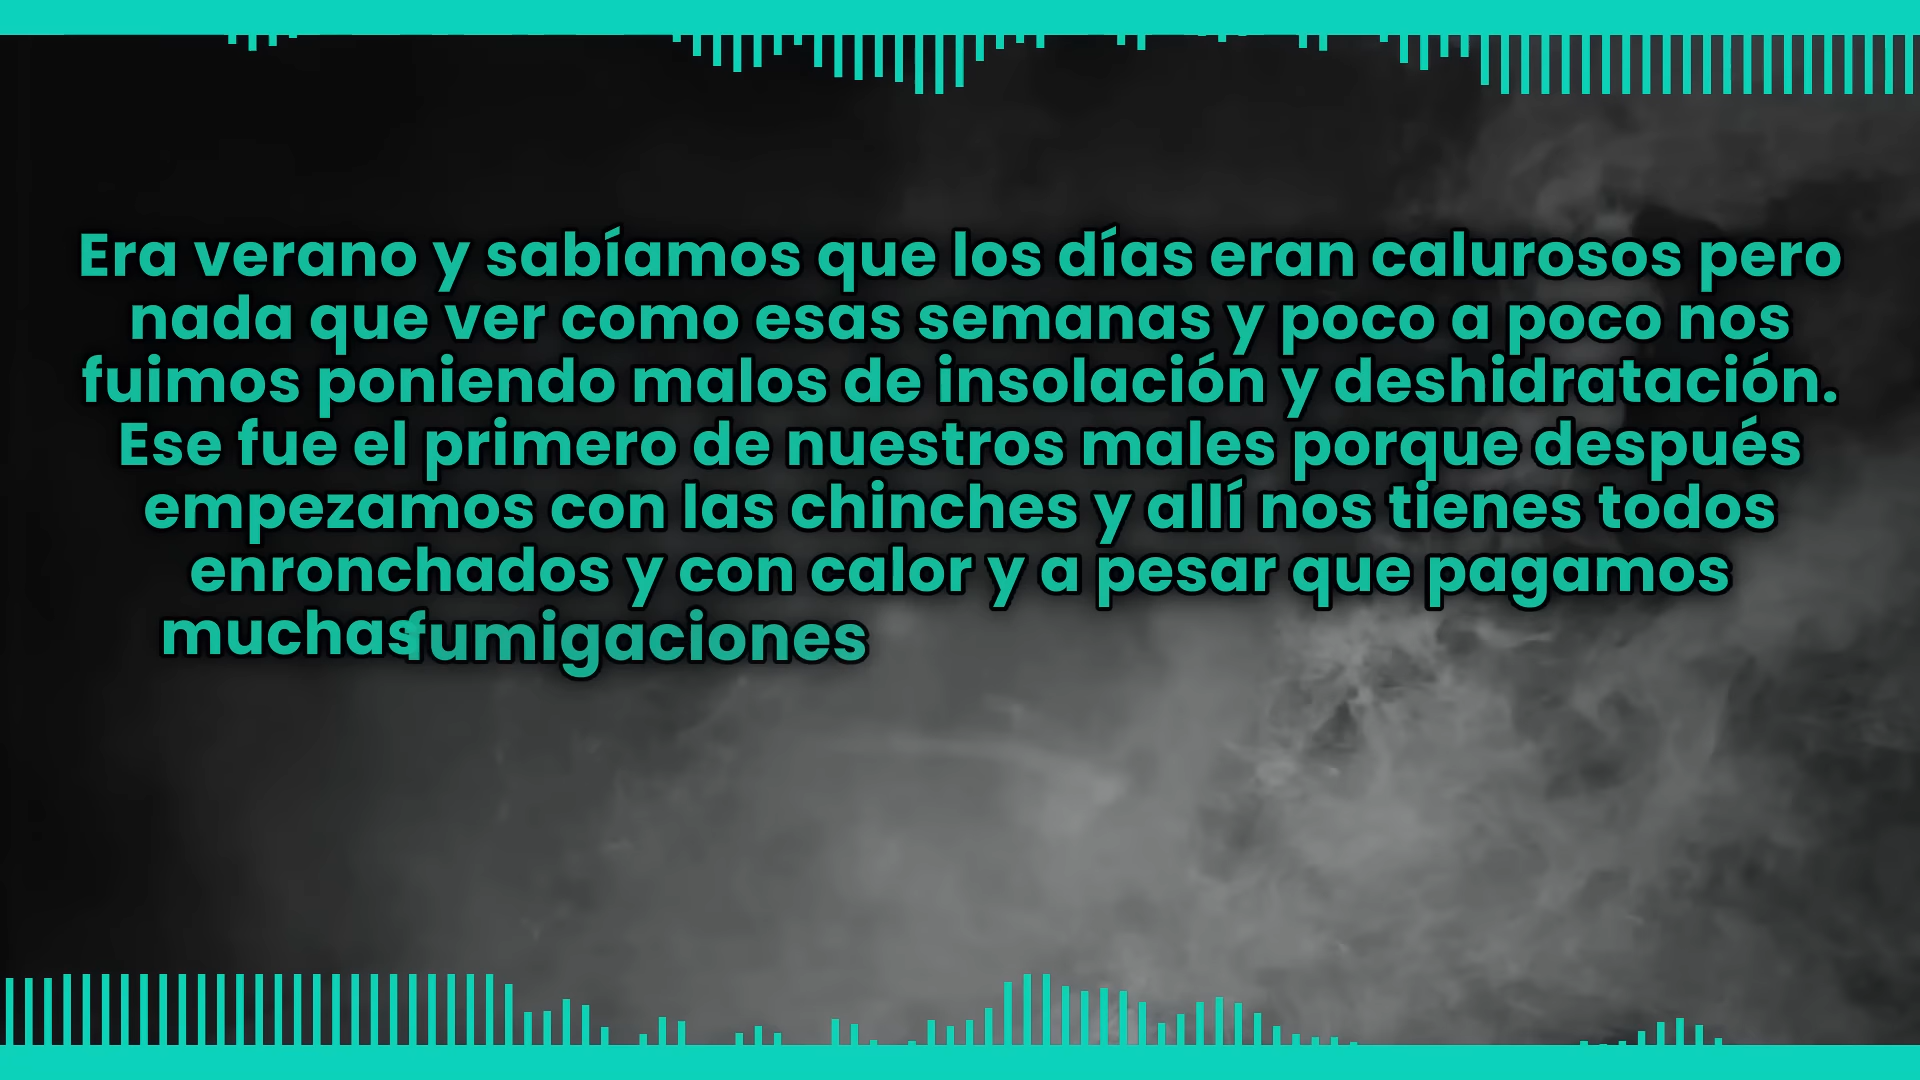 Era verano y sabíamos que los días eran calurosos pero
nada que ver como esas semanas y poco a poco nos
fuimos poniendo malos de insolación y deshidratación.
Ese fue el primero de nuestros males porque después
empezamos con las chinches y allí nos tienes todos
enronchados y con calor y a pesar que pagamos
muchas fumigaciones